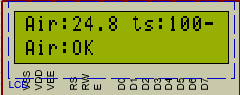 Air:24.8 ts:100-
Air:OK
LCD
VSS
VDD
VEE
RS
RW
E
D0
D1
D2
D3
D4
D5
D6
D7